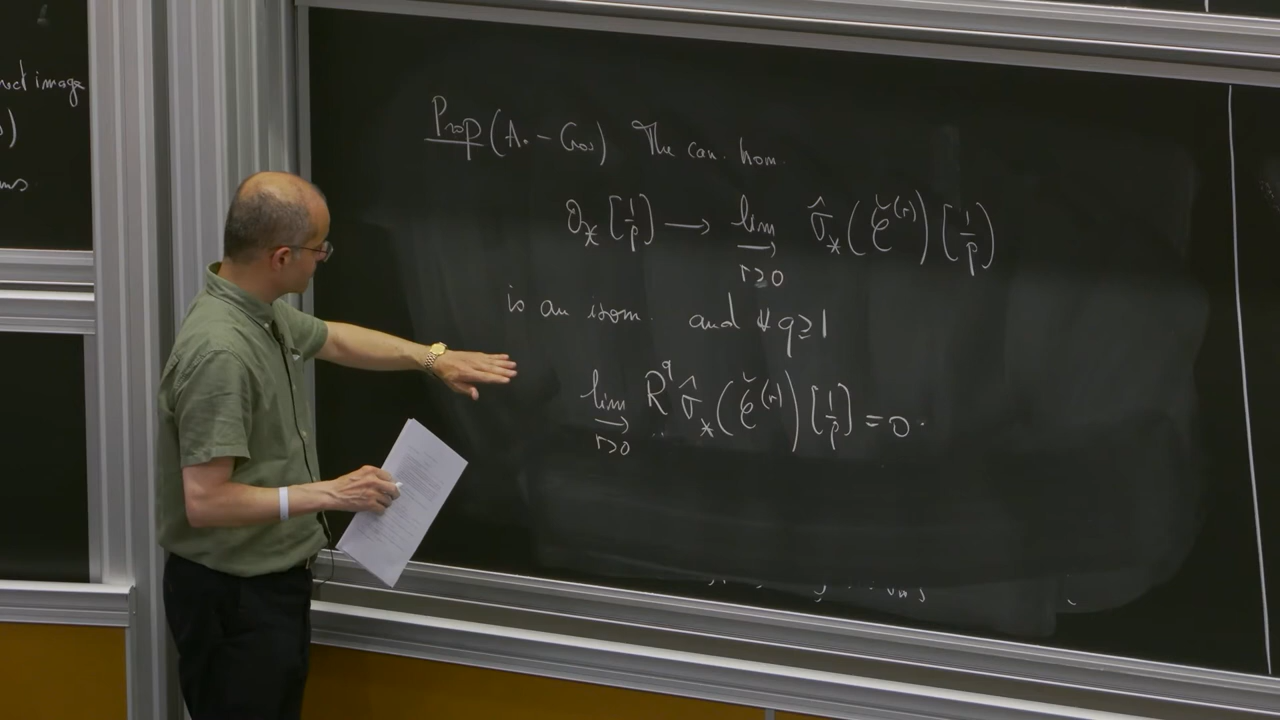 image
)
Prop (A. – Gros) The can. hom.
𝒪_𝔛 [1/p] ⟶ lim_{⟶ r>0} σ̂_* (𝒞̌^{(r)}) [1/p])
is an isom. and ∀ q ≥ 1
lim_{⟶ r>0} R^q σ̂_* (𝒞̌^{(r)}) [1/p] = 0.